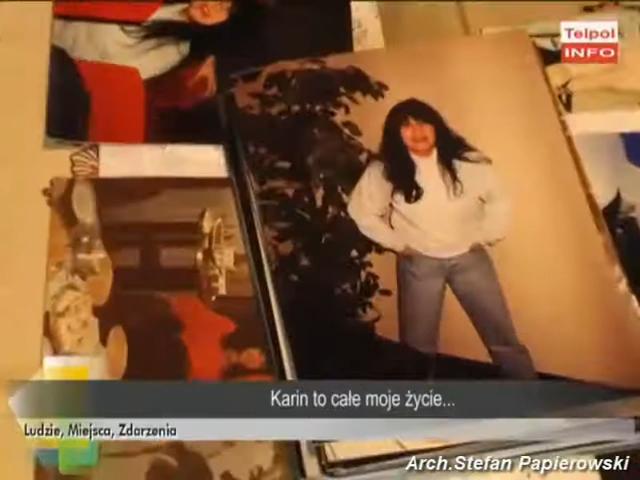 Telpol
INFO
Karin to całe moje życie...
Ludzie, Miejsca, Zdarzenia
Arch.Stefan Papierowski